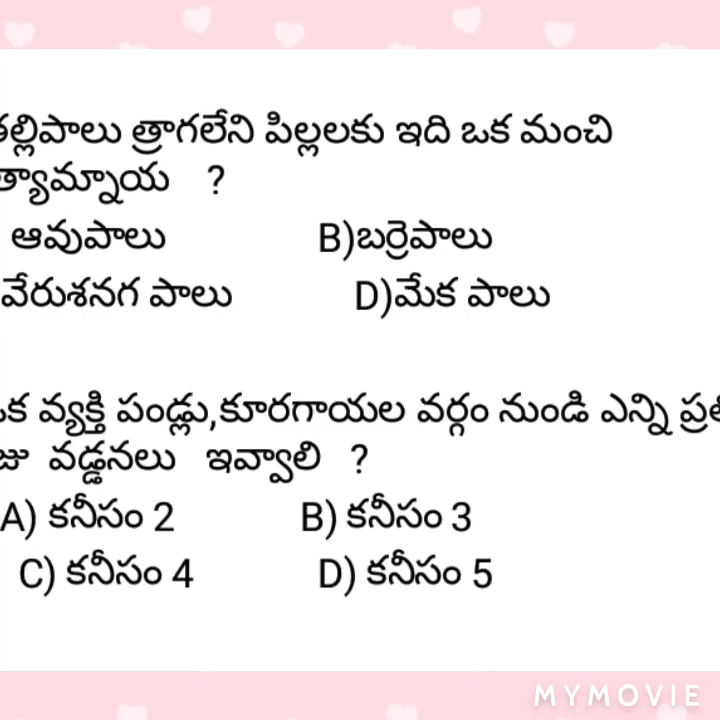 తల్లిపాలు త్రాగలేని పిల్లలకు ఇది ఒక మంచి
త్యామ్నాయ ?
ఆవుపాలు B)బర్రెపాలు
వేరుశనగ పాలు D)మేక పాలు
ఒక వ్యక్తి పండ్లు,కూరగాయల వర్గం నుండి ఎన్ని ప్రతి
జు వడ్డనలు ఇవ్వాలి ?
A) కనీసం 2 B) కనీసం 3
C) కనీసం 4 D) కనీసం 5
MYMOVIE